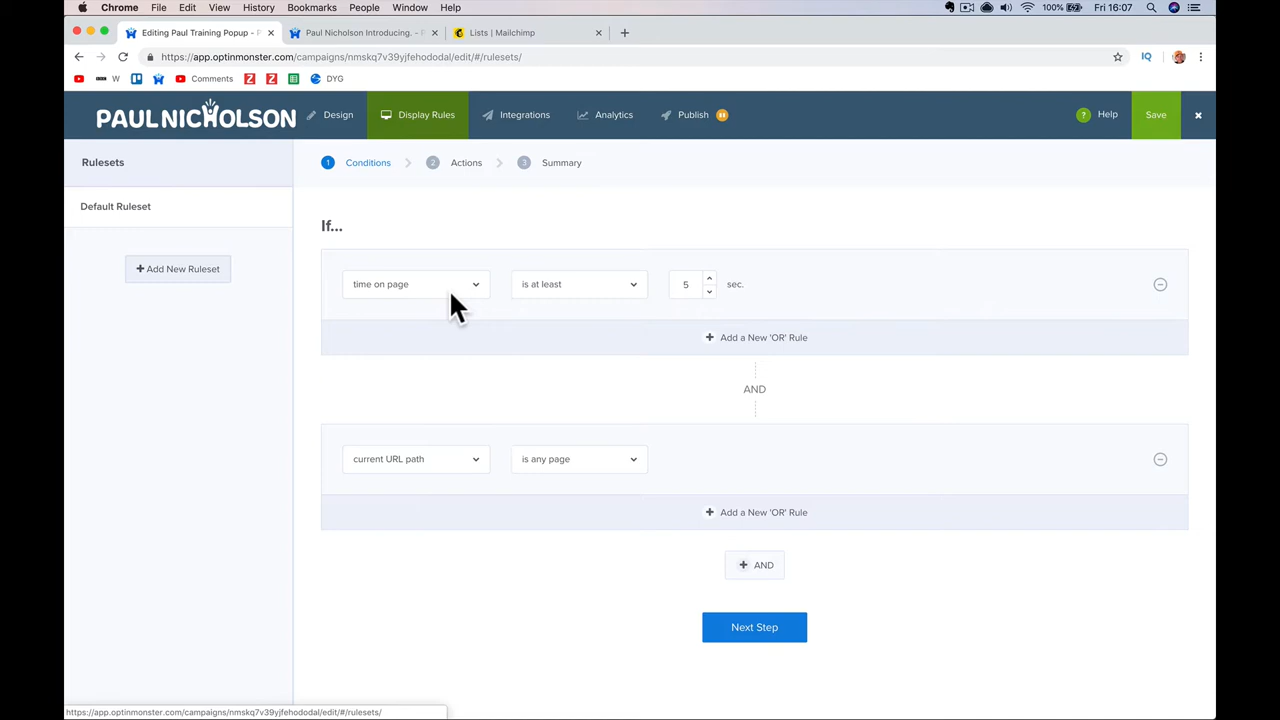 Chrome File Edit View History Bookmarks People Window Help 100% Fri 16:07
Editing Paul Training Popup - P Paul Nicholson Introducing. - P Lists | Mailchimp
https://app.optinmonster.com/campaigns/nmskq7v39yjfehododal/edit/#/rulesets/
W Comments DYG IQ
PAUL NICHOLSON Design Display Rules Integrations Analytics Publish ? Help Save
Rulesets 1 Conditions 2 Actions 3 Summary
Default Ruleset
If...
+ Add New Ruleset
time on page is at least 5 sec.
+ Add a New 'OR' Rule
AND
current URL path is any page
+ Add a New 'OR' Rule
+ AND
Next Step
https://app.optinmonster.com/campaigns/nmskq7v39yjfehododal/edit/#/rulesets/